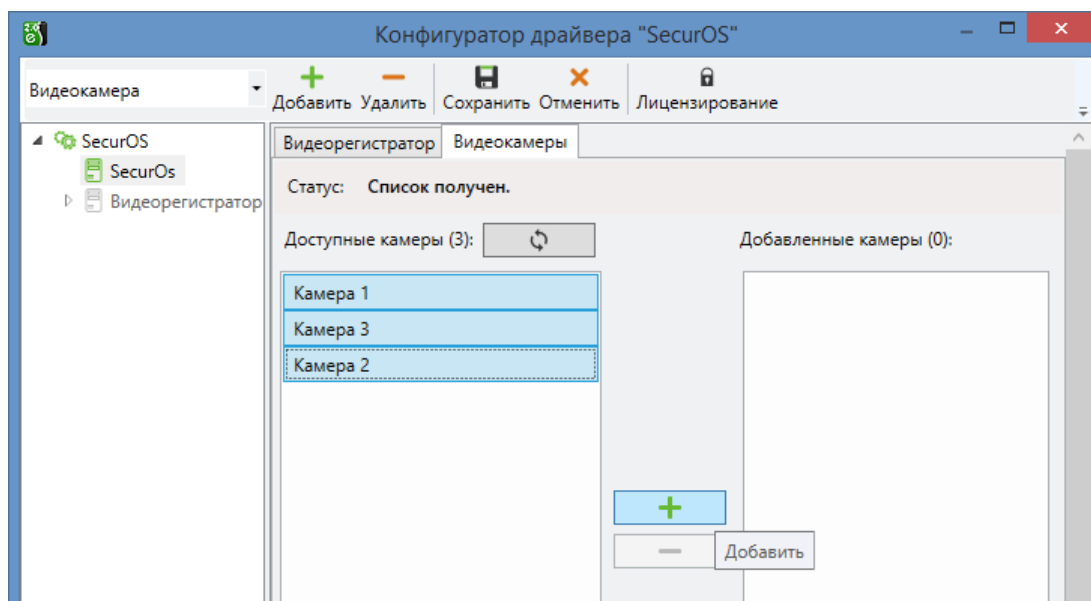 Конфигуратор драйвера "SecurOS"
Видеокамера
Добавить Удалить Сохранить Отменить Лицензирование
SecurOS
SecurOs
Видеорегистратор
Видеорегистратор Видеокамеры
Статус: Список получен.
Доступные камеры (3):
Добавленные камеры (0):
Камера 1
Камера 3
Камера 2
Добавить